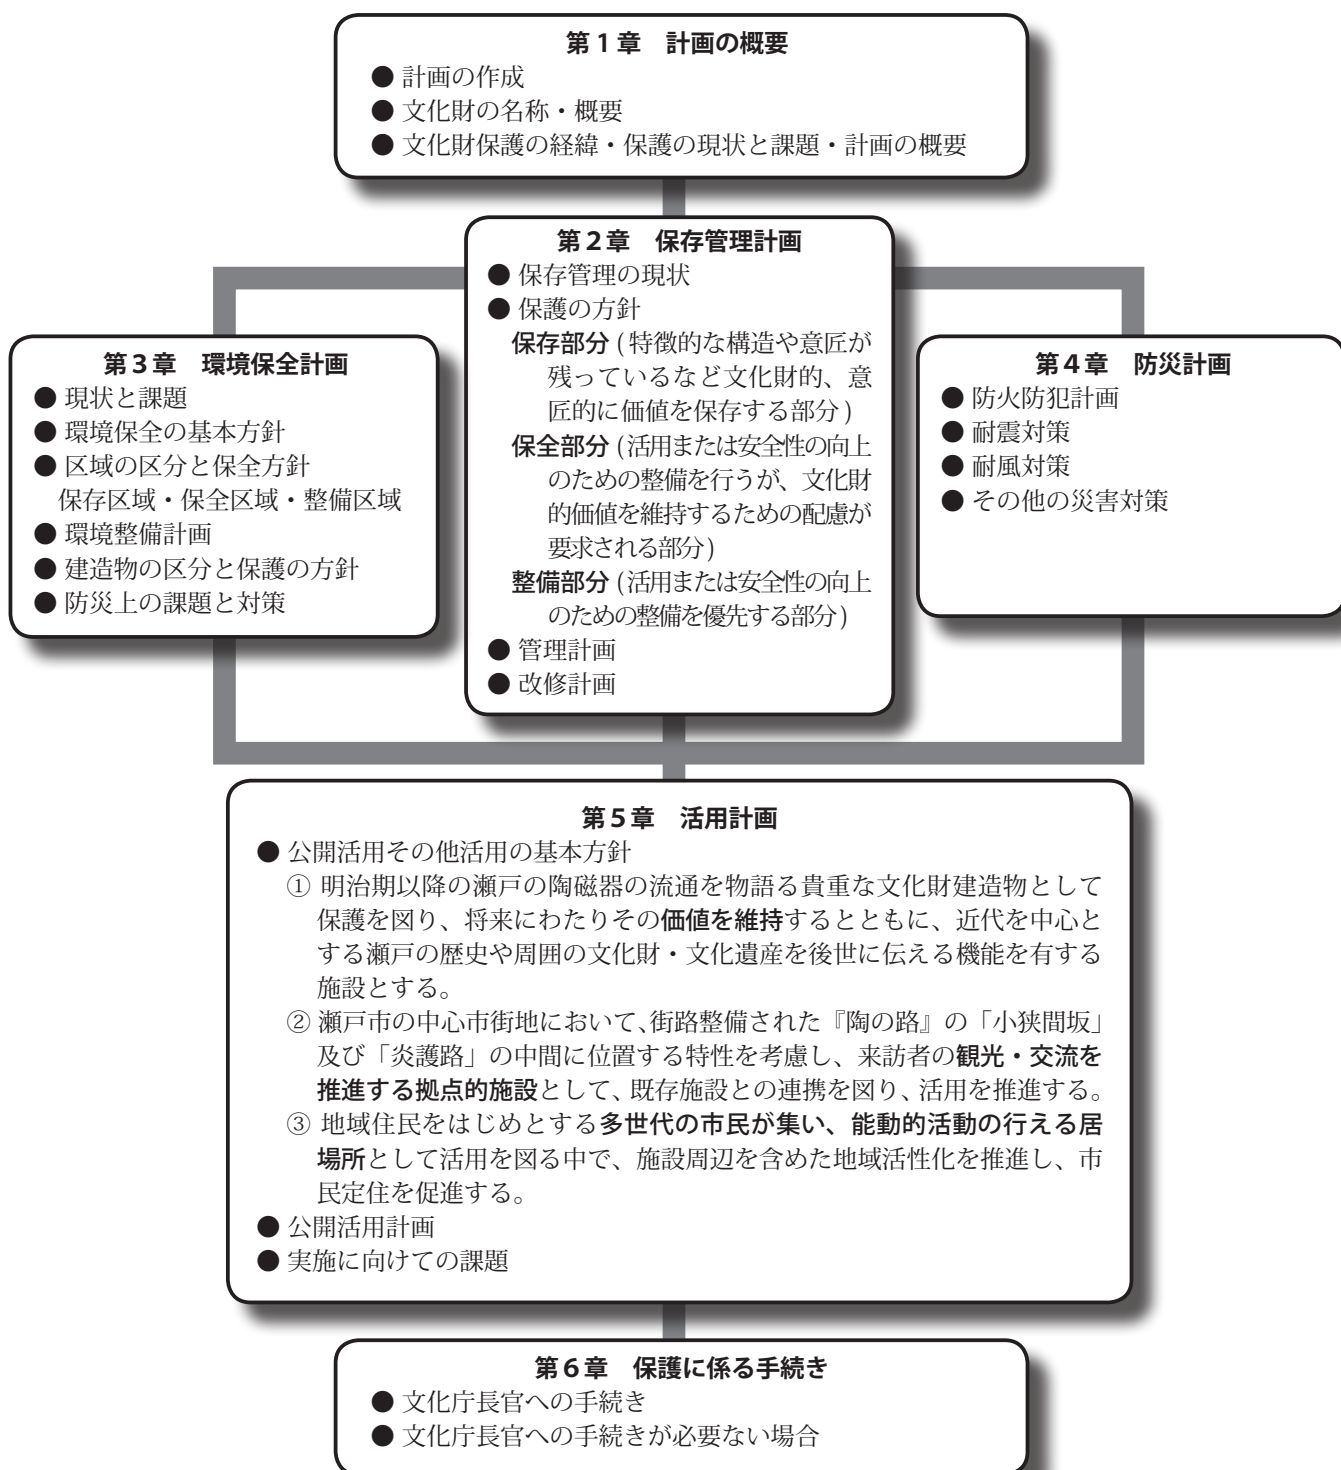 第1章　計画の概要
● 計画の作成
● 文化財の名称・概要
● 文化財保護の経緯・保護の現状と課題・計画の概要
第2章　保存管理計画
● 保存管理の現状
● 保護の方針
保存部分 ( 特徴的な構造や意匠が
残っているなど文化財的、意
匠的に価値を保存する部分 )
保全部分 (活用または安全性の向上
のための整備を行うが、文化財
的価値を維持するための配慮が
要求される部分 )
整備部分 (活用または安全性の向上
のための整備を優先する部分 )
● 管理計画
● 改修計画
第3章　環境保全計画
● 現状と課題
● 環境保全の基本方針
● 区域の区分と保全方針
保存区域・保全区域・整備区域
● 環境整備計画
● 建造物の区分と保護の方針
● 防災上の課題と対策
第4章　防災計画
● 防火防犯計画
● 耐震対策
● 耐風対策
● その他の災害対策
第5章　活用計画
● 公開活用その他活用の基本方針
① 明治期以降の瀬戸の陶磁器の流通を物語る貴重な文化財建造物として
保護を図り、将来にわたりその価値を維持するとともに、近代を中心と
する瀬戸の歴史や周囲の文化財・文化遺産を後世に伝える機能を有する
施設とする。
② 瀬戸市の中心市街地において、街路整備された『陶の路』の「小狭間坂」
及び「炎護路」の中間に位置する特性を考慮し、来訪者の観光・交流を
推進する拠点的施設として、既存施設との連携を図り、活用を推進する。
③ 地域住民をはじめとする多世代の市民が集い、能動的活動の行える居
場所として活用を図る中で、施設周辺を含めた地域活性化を推進し、市
民定住を促進する。
● 公開活用計画
● 実施に向けての課題
第6章　保護に係る手続き
● 文化庁長官への手続き
● 文化庁長官への手続きが必要ない場合